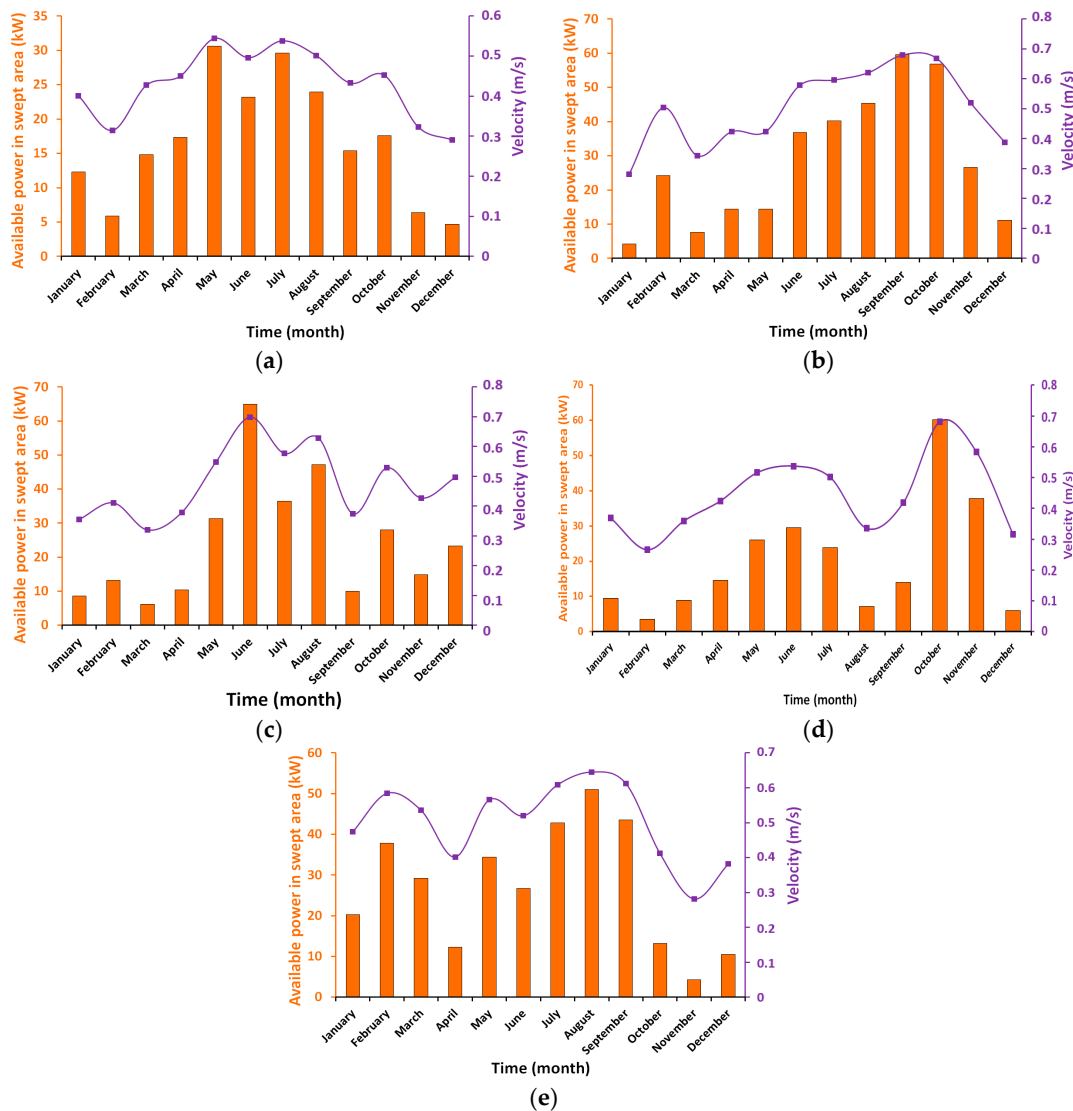 Available power in swept area (kW)
35
30
25
20
15
10
5
0
0.6
0.5
0.4
0.3
0.2
0.1
0
Velocity (m/s)
January
February
March
April
May
June
July
August
September
October
November
December
Time (month)
(a)
Available power in swept area (kW)
70
60
50
40
30
20
10
0
0.8
0.7
0.6
0.5
0.4
0.3
0.2
0.1
0
Velocity (m/s)
January
February
March
April
May
June
July
August
September
October
November
December
Time (month)
(b)
Available power in swept area (kW)
70
60
50
40
30
20
10
0
0.8
0.7
0.6
0.5
0.4
0.3
0.2
0.1
0
Velocity (m/s)
January
February
March
April
May
June
July
August
September
October
November
December
Time (month)
(c)
Available power in swept area (kW)
70
60
50
40
30
20
10
0
0.8
0.7
0.6
0.5
0.4
0.3
0.2
0.1
0
Velocity (m/s)
January
February
March
April
May
June
July
August
September
October
November
December
Time (month)
(d)
Available power in swept area (kW)
60
50
40
30
20
10
0
0.7
0.6
0.5
0.4
0.3
0.2
0.1
0
Velocity (m/s)
January
February
March
April
May
June
July
August
September
October
November
December
Time (month)
(e)